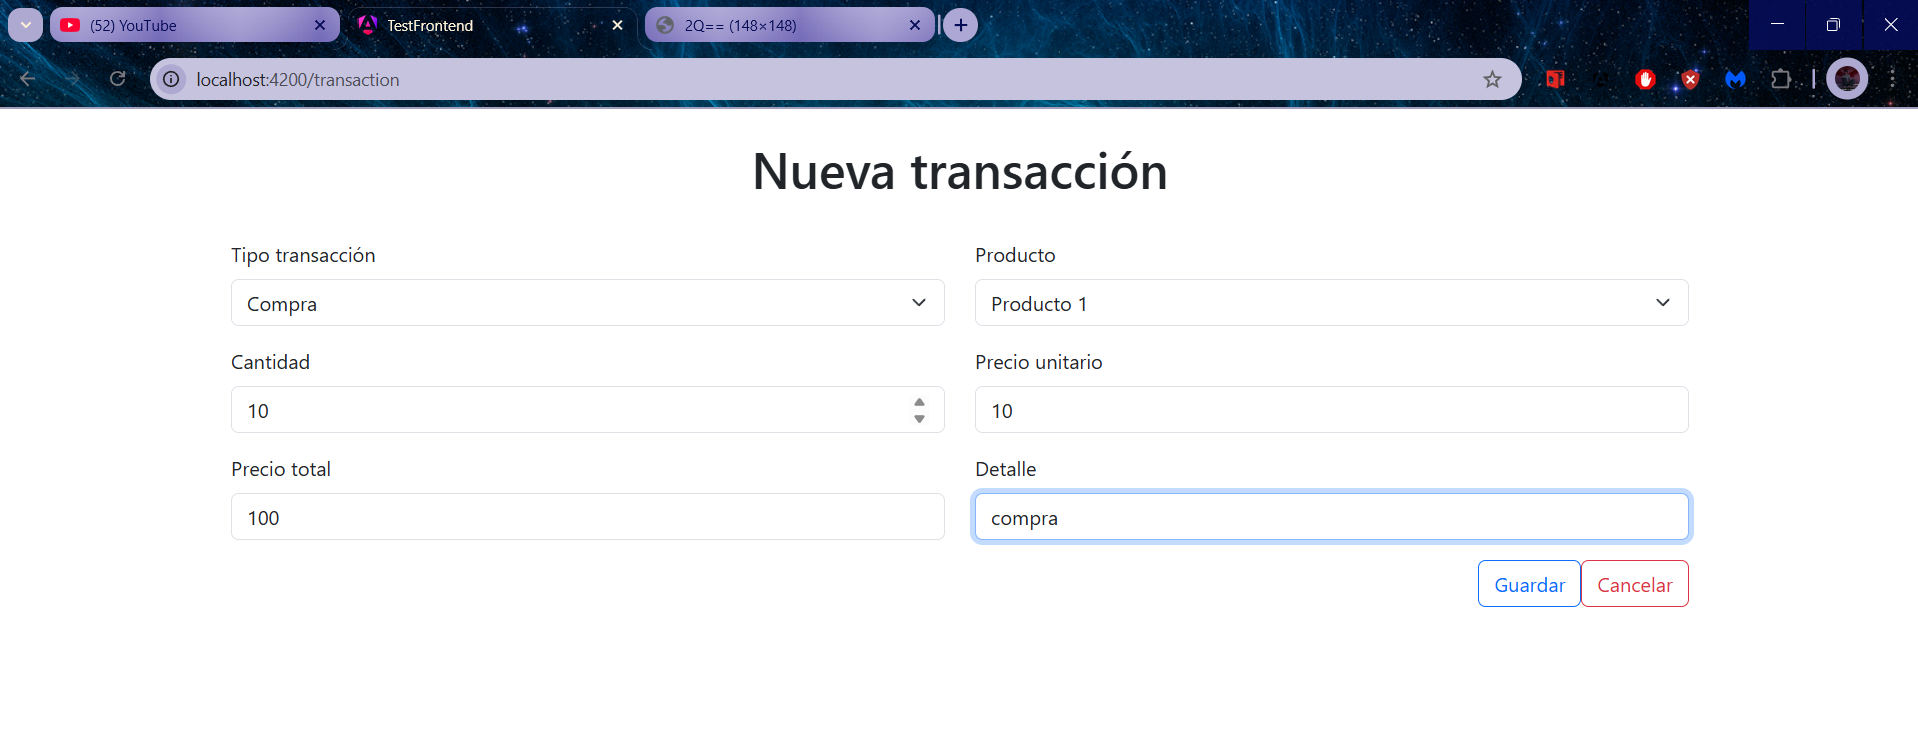 (52) YouTube
TestFrontend
2Q== (148×148)
localhost:4200/transaction
Nueva transacción
Tipo transacción
Producto
Compra
Producto 1
Cantidad
Precio unitario
10
10
Precio total
Detalle
100
compra
Guardar
Cancelar